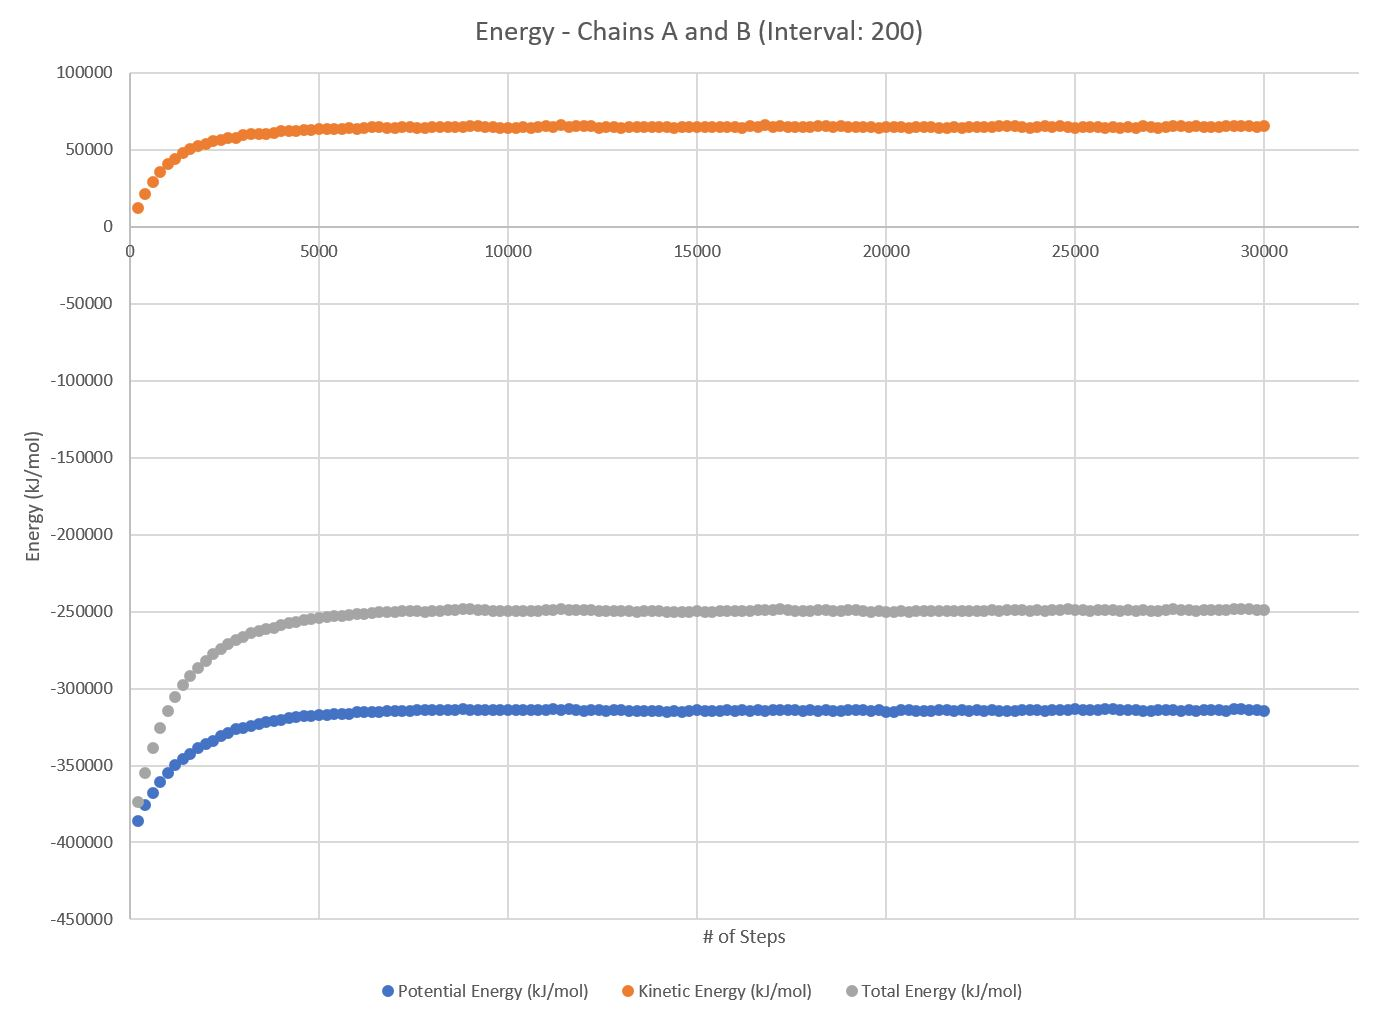 Energy - Chains A and B (Interval: 200)
100000
50000
0
0 5000 10000 15000 20000 25000 30000
-50000
-100000
-150000
-200000
-250000
-300000
-350000
-400000
-450000
Energy (kJ/mol)
# of Steps
Potential Energy (kJ/mol) Kinetic Energy (kJ/mol) Total Energy (kJ/mol)